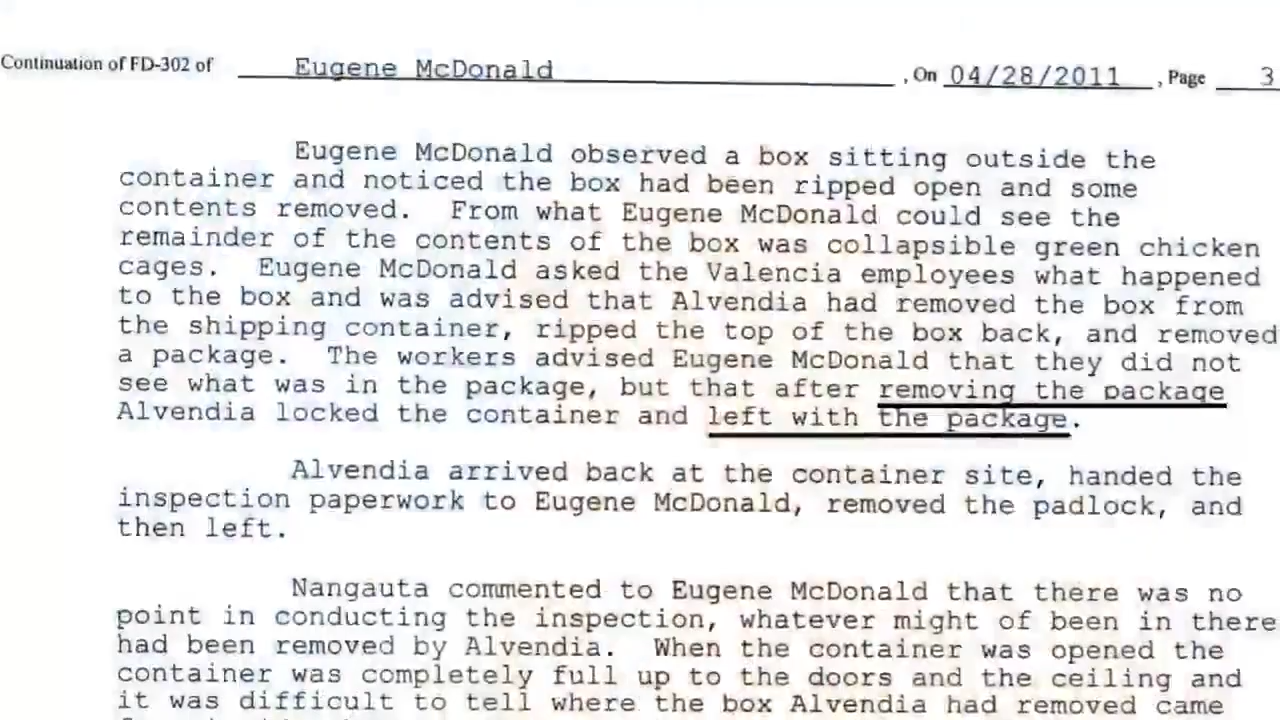 Continuation of FD-302 of Eugene McDonald , On 04/28/2011 , Page 3
Eugene McDonald observed a box sitting outside the
container and noticed the box had been ripped open and some
contents removed. From what Eugene McDonald could see the
remainder of the contents of the box was collapsible green chicken
cages. Eugene McDonald asked the Valencia employees what happened
to the box and was advised that Alvendia had removed the box from
the shipping container, ripped the top of the box back, and removed
a package. The workers advised Eugene McDonald that they did not
see what was in the package, but that after removing the package
Alvendia locked the container and left with the package.
Alvendia arrived back at the container site, handed the
inspection paperwork to Eugene McDonald, removed the padlock, and
then left.
Nangauta commented to Eugene McDonald that there was no
point in conducting the inspection, whatever might of been in there
had been removed by Alvendia. When the container was opened the
container was completely full up to the doors and the ceiling and
it was difficult to tell where the box Alvendia had removed came